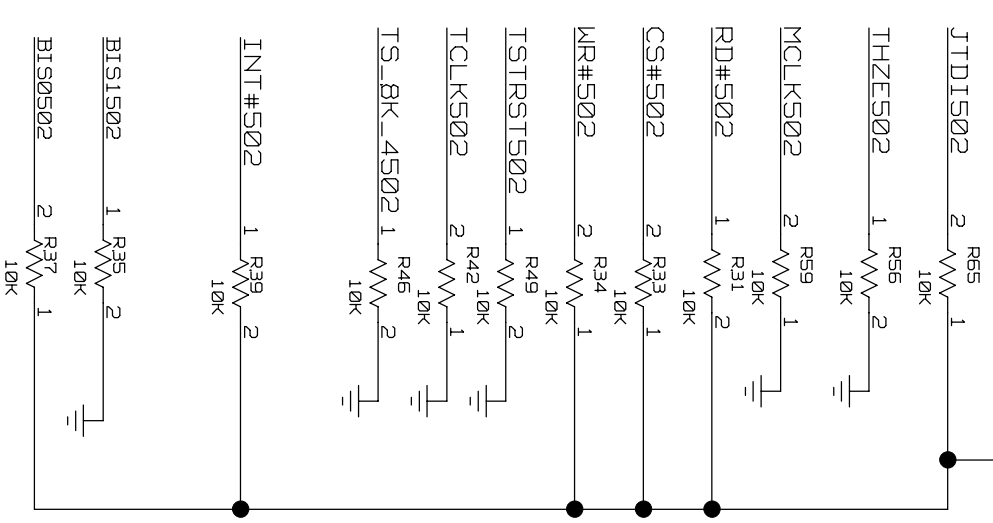 JTDI502
2
R65
10K
1
THZE502
1
R56
10K
2
MCLK502
2
R59
10K
1
RD#502
1
R31
10K
2
CS#502
2
R33
10K
1
WR#502
2
R34
10K
1
TSTRST502
1
R49
10K
2
TCLK502
2
R42
10K
1
TS_8K_4502
1
R46
10K
2
INT#502
1
R39
10K
2
BIS1502
1
R35
10K
2
BIS0502
2
R37
10K
1